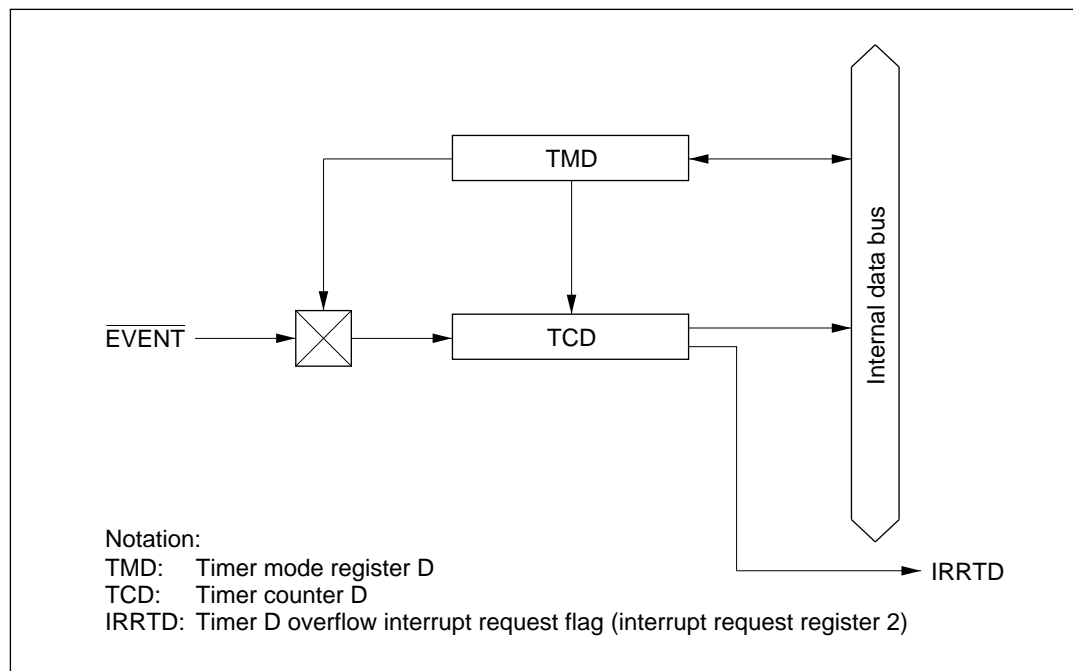 TMD
Internal data bus
EVENT
TCD
IRRTD
Notation:
TMD: Timer mode register D
TCD: Timer counter D
IRRTD: Timer D overflow interrupt request flag (interrupt request register 2)